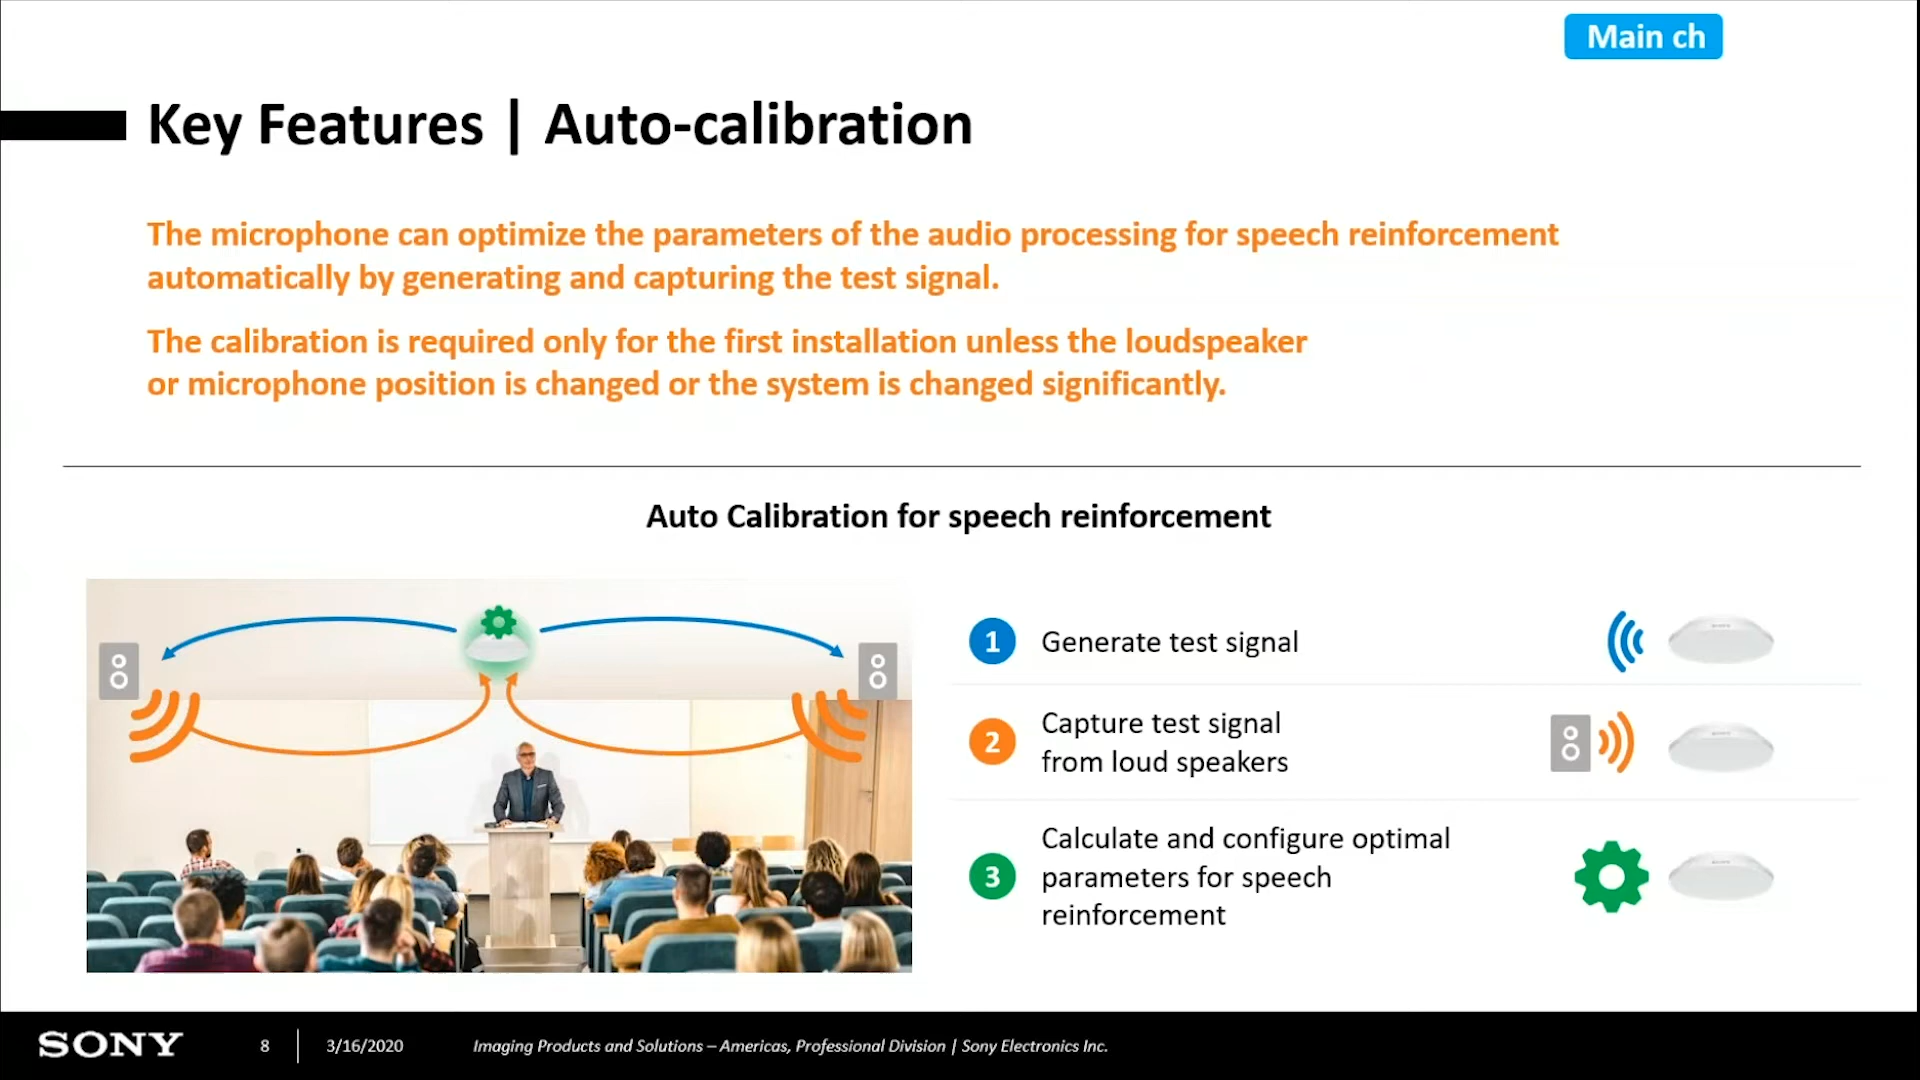 Main ch
Key Features | Auto-calibration
The microphone can optimize the parameters of the audio processing for speech reinforcement
automatically by generating and capturing the test signal.
The calibration is required only for the first installation unless the loudspeaker
or microphone position is changed or the system is changed significantly.
Auto Calibration for speech reinforcement
1 Generate test signal
2 Capture test signal
from loud speakers
3 Calculate and configure optimal
parameters for speech
reinforcement
SONY 8 3/16/2020 Imaging Products and Solutions – Americas, Professional Division | Sony Electronics Inc.